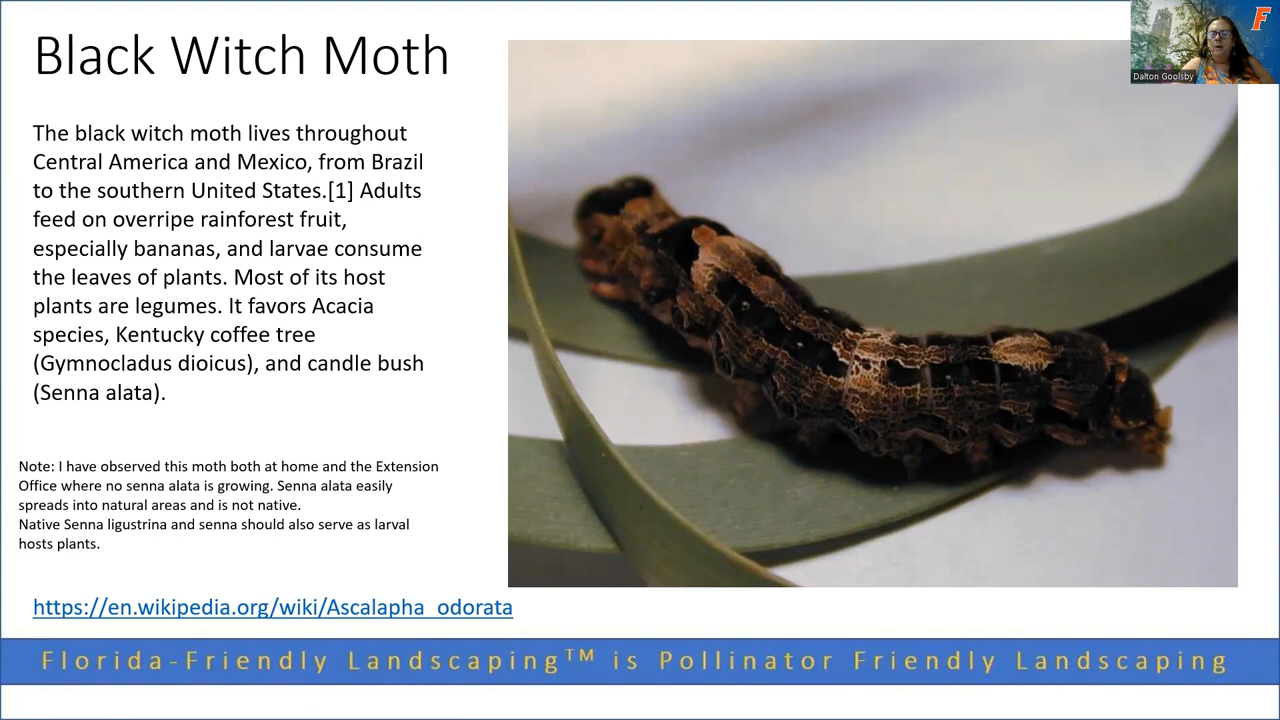 Black Witch Moth
F
Dalton Goolsby
The black witch moth lives throughout
Central America and Mexico, from Brazil
to the southern United States.[1] Adults
feed on overripe rainforest fruit,
especially bananas, and larvae consume
the leaves of plants. Most of its host
plants are legumes. It favors Acacia
species, Kentucky coffee tree
(Gymnocladus dioicus), and candle bush
(Senna alata).
Note: I have observed this moth both at home and the Extension
Office where no senna alata is growing. Senna alata easily
spreads into natural areas and is not native.
Native Senna ligustrina and senna should also serve as larval
hosts plants.
https://en.wikipedia.org/wiki/Ascalapha_odorata
Florida-Friendly Landscaping™ is Pollinator Friendly Landscaping